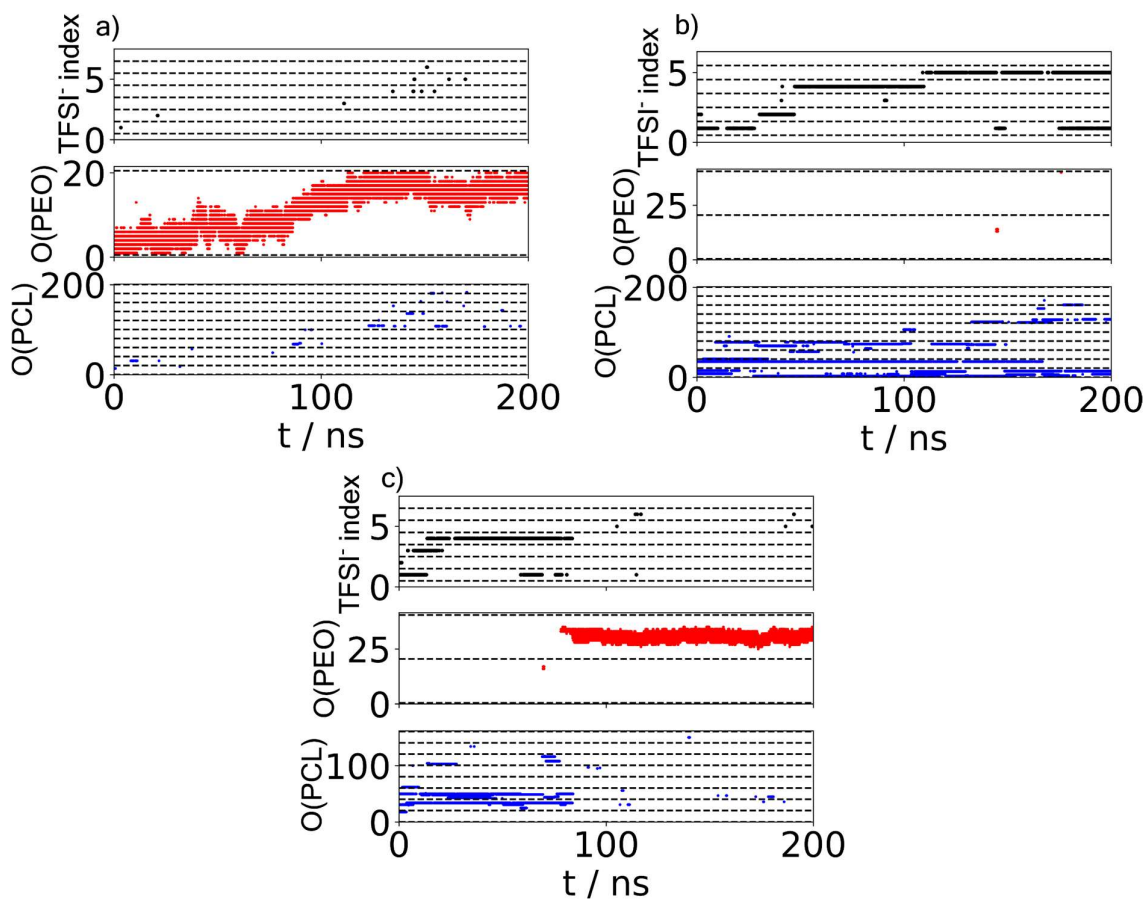 a)
TFSI⁻ index
5
0
O(PEO)
20
0
O(PCL)
200
0
0 100 200
t / ns
b)
TFSI⁻ index
5
0
O(PEO)
25
0
O(PCL)
200
0
0 100 200
t / ns
c)
TFSI⁻ index
5
0
O(PEO)
25
0
O(PCL)
100
0
0 100 200
t / ns